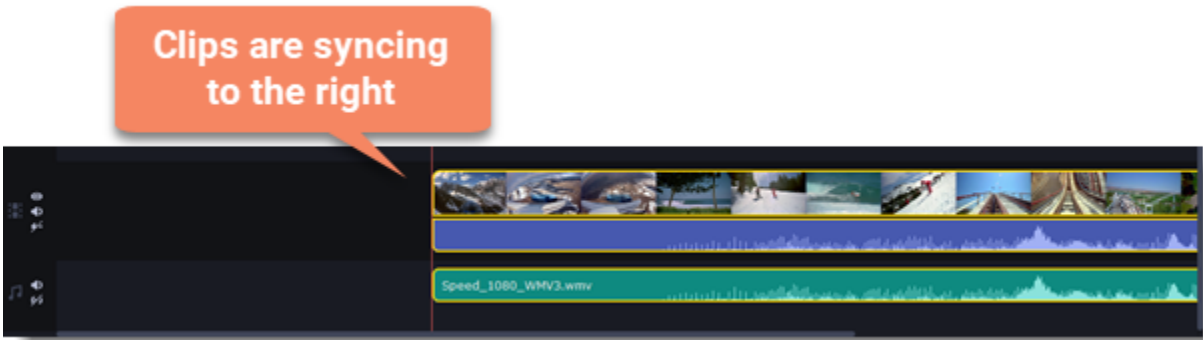 Clips are syncing
to the right
Speed_1080_WMV3.wmv